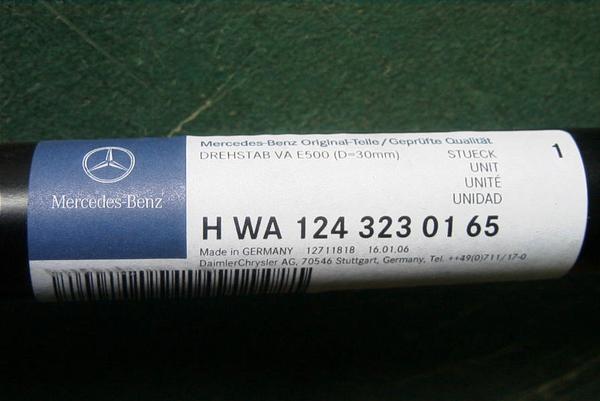 Mercedes-Benz
Mercedes-Benz Original-Teile/Geprüfte Qualität
DREHSTAB VA E500 (D=30mm)
STUECK 1
UNIT
UNITÉ
UNIDAD
H WA 124 323 01 65
Made in GERMANY 12711818 16.01.06
DaimlerChrysler AG, 70546 Stuttgart, Germany, Tel. ++49(0)711/17-0